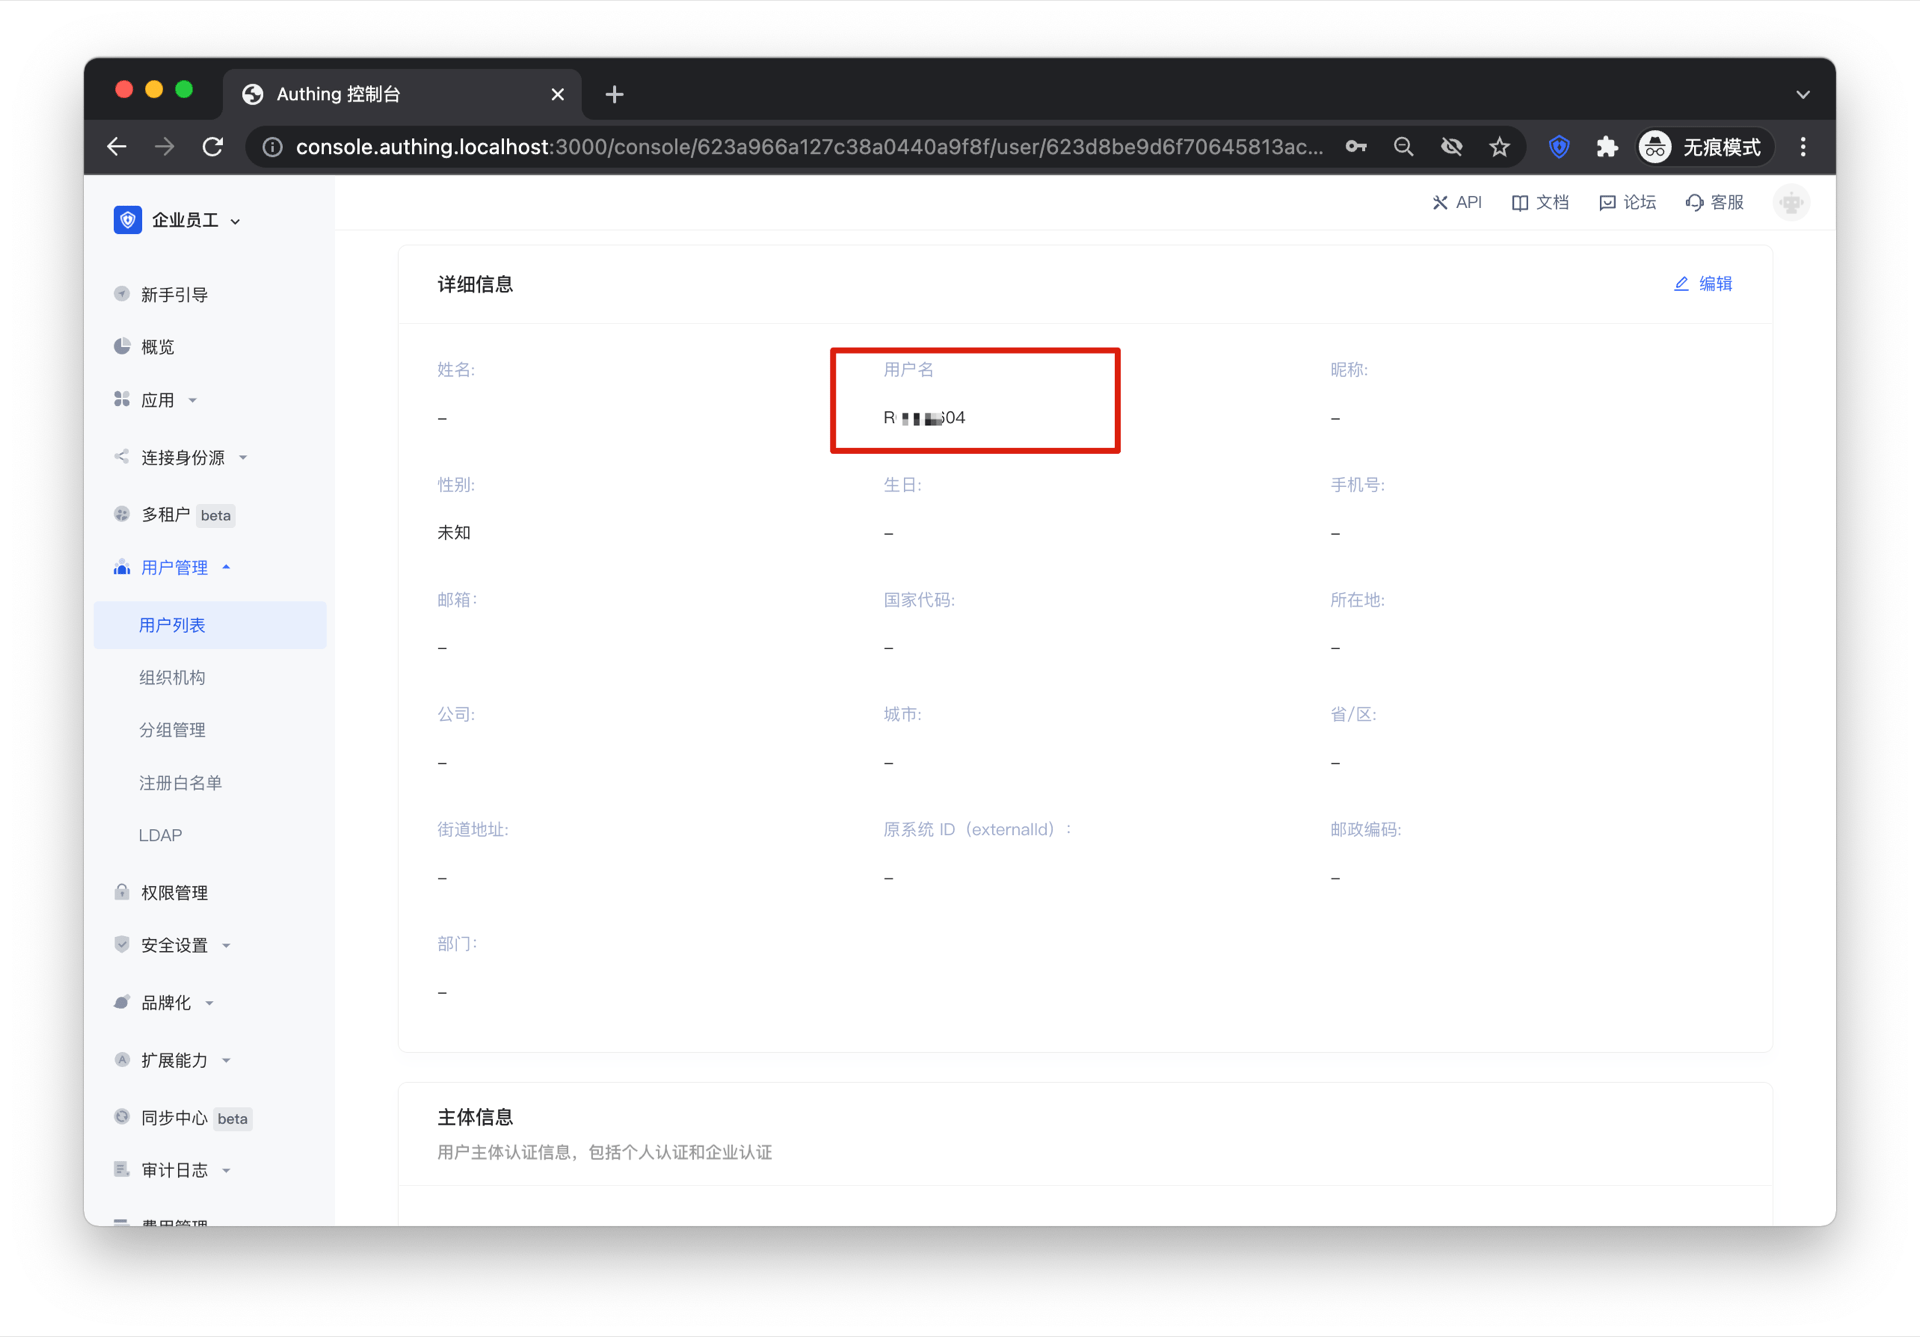 Authing 控制台
console.authing.localhost:3000/console/623a966a127c38a0440a9f8f/user/623d8be9d6f70645813ac...
无痕模式
企业员工
API 文档 论坛 客服
新手引导
概览
应用
连接身份源
多租户 beta
用户管理
用户列表
组织机构
分组管理
注册白名单
LDAP
权限管理
安全设置
品牌化
扩展能力
同步中心 beta
审计日志
费用管理
详细信息
编辑
姓名: 用户名 昵称:
– R 604 –
性别: 生日: 手机号:
未知 – –
邮箱: 国家代码: 所在地:
– – –
公司: 城市: 省/区:
– – –
街道地址: 原系统 ID（externalId）: 邮政编码:
– – –
部门:
–
主体信息
用户主体认证信息，包括个人认证和企业认证